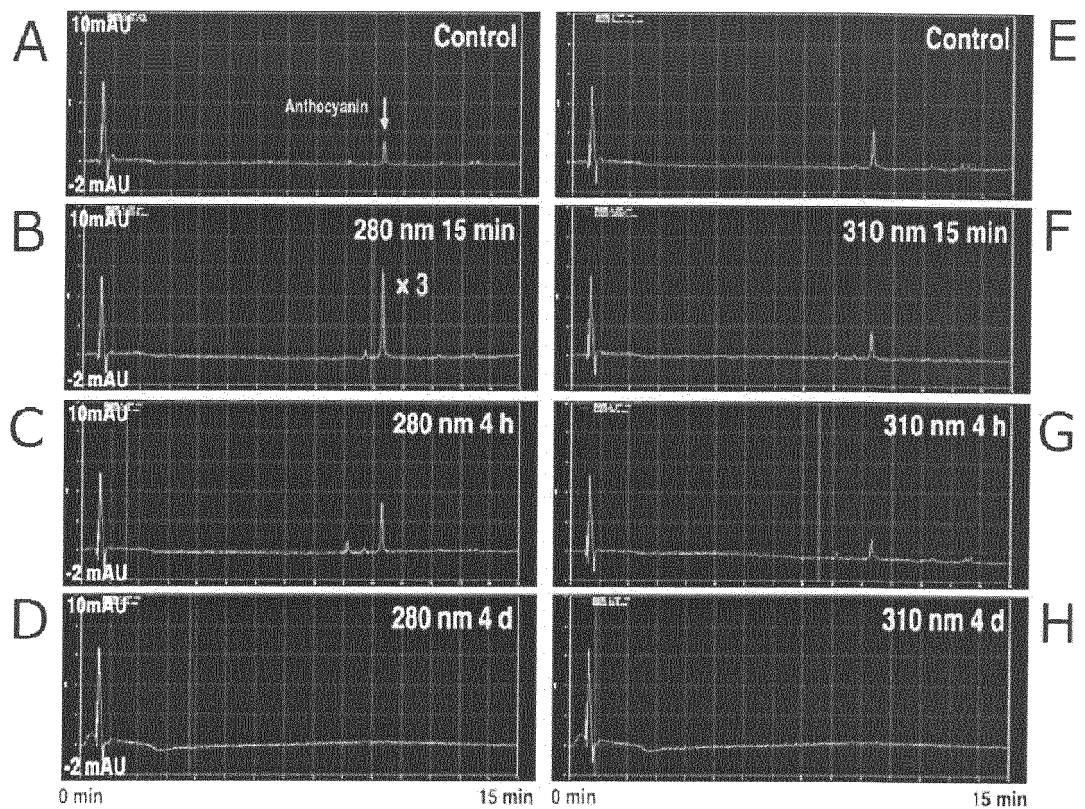 A
10mAU
Control
Anthocyanin
-2 mAU
E
Control
B
10mAU
280 nm 15 min
x 3
-2 mAU
F
310 nm 15 min
C
10mAU
280 nm 4 h
-2 mAU
G
310 nm 4 h
D
10mAU
280 nm 4 d
-2 mAU
H
310 nm 4 d
0 min
15 min
0 min
15 min